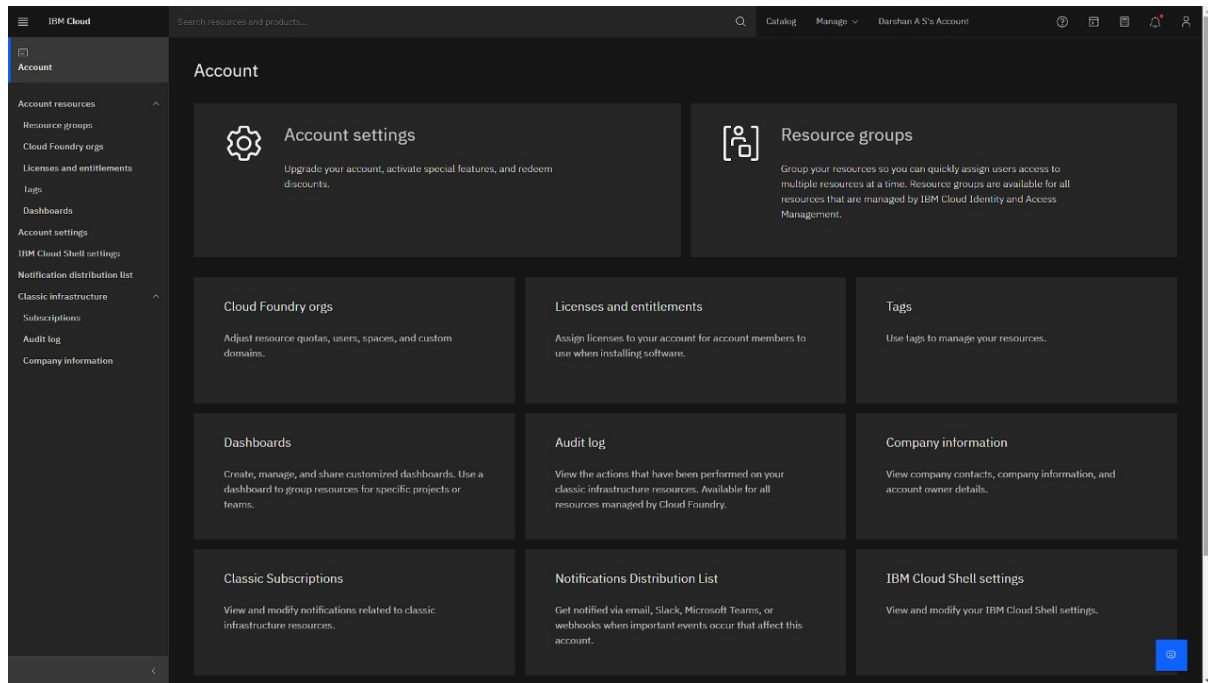 IBM Cloud
Search resources and products...
Catalog
Manage
Darshan A S's Account
Account
Account resources
Resource groups
Cloud Foundry orgs
Licenses and entitlements
Tags
Dashboards
Account settings
IBM Cloud Shell settings
Notification distribution list
Classic infrastructure
Subscriptions
Audit log
Company information
Account
Account settings
Upgrade your account, activate special features, and redeem
discounts.
Resource groups
Group your resources so you can quickly assign users access to
multiple resources at a time. Resource groups are available for all
resources that are managed by IBM Cloud Identity and Access
Management.
Cloud Foundry orgs
Adjust resource quotas, users, spaces, and custom
domains.
Licenses and entitlements
Assign licenses to your account for account members to
use when installing software.
Tags
Use tags to manage your resources.
Dashboards
Create, manage, and share customized dashboards. Use a
dashboard to group resources for specific projects or
teams.
Audit log
View the actions that have been performed on your
classic infrastructure resources. Available for all
resources managed by Cloud Foundry.
Company information
View company contacts, company information, and
account owner details.
Classic Subscriptions
View and modify notifications related to classic
infrastructure resources.
Notifications Distribution List
Get notified via email, Slack, Microsoft Teams, or
webhooks when important events occur that affect this
account.
IBM Cloud Shell settings
View and modify your IBM Cloud Shell settings.